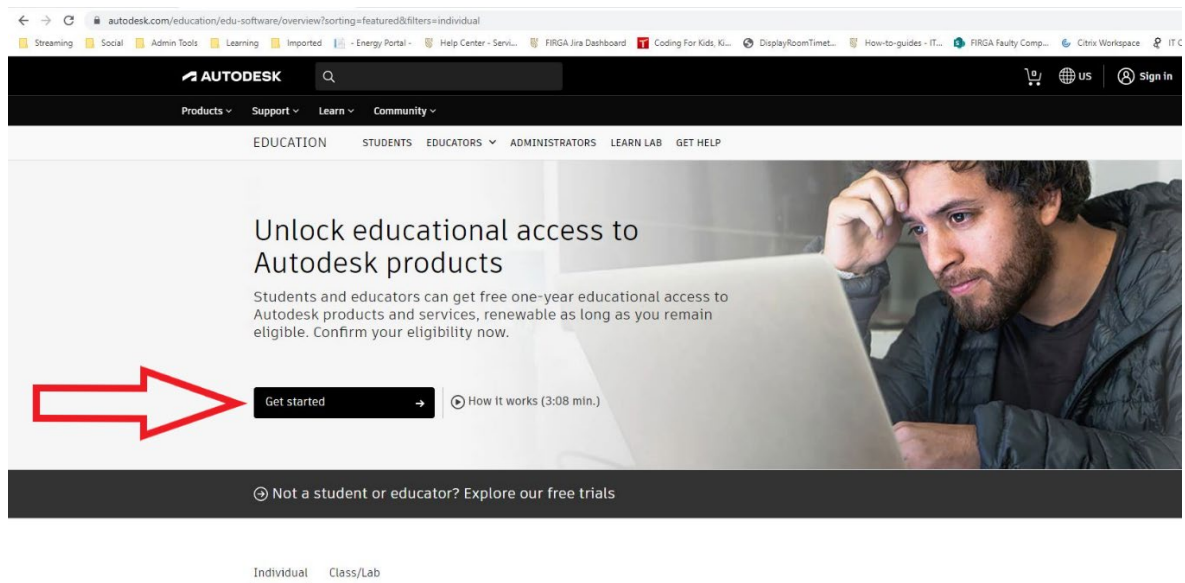 autodesk.com/education/edu-software/overview?sorting=featured&filters=individual
Streaming Social Admin Tools Learning Imported - Energy Portal - Help Center - Servi... FIRGA Jira Dashboard Coding For Kids, Ki... DisplayRoomTimet... How-to-guides - IT... FIRGA Faulty Comp... Citrix Workspace IT C
AUTODESK 0 US Sign in
Products Support Learn Community
EDUCATION STUDENTS EDUCATORS ADMINISTRATORS LEARN LAB GET HELP
Unlock educational access to
Autodesk products
Students and educators can get free one-year educational access to
Autodesk products and services, renewable as long as you remain
eligible. Confirm your eligibility now.
Get started How it works (3:08 min.)
Not a student or educator? Explore our free trials
Individual Class/Lab